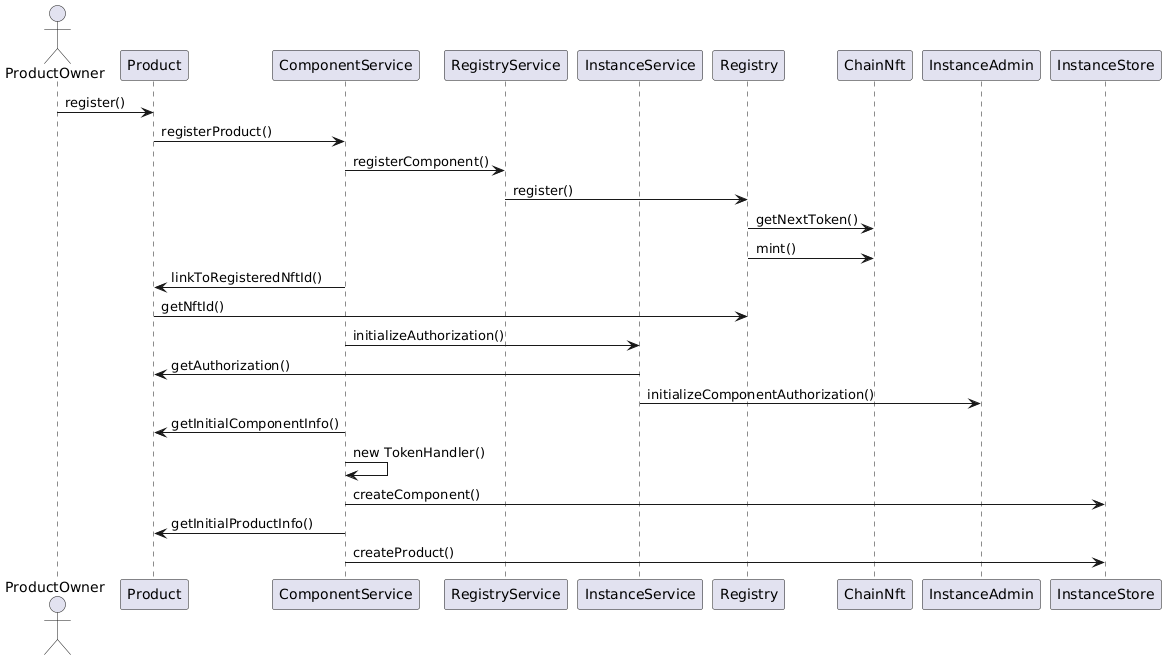 ProductOwner
Product
ComponentService
RegistryService
InstanceService
Registry
ChainNft
InstanceAdmin
InstanceStore
register()
registerProduct()
registerComponent()
register()
getNextToken()
mint()
linkToRegisteredNftId()
getNftId()
initializeAuthorization()
getAuthorization()
initializeComponentAuthorization()
getInitialComponentInfo()
new TokenHandler()
createComponent()
getInitialProductInfo()
createProduct()
ProductOwner
Product
ComponentService
RegistryService
InstanceService
Registry
ChainNft
InstanceAdmin
InstanceStore